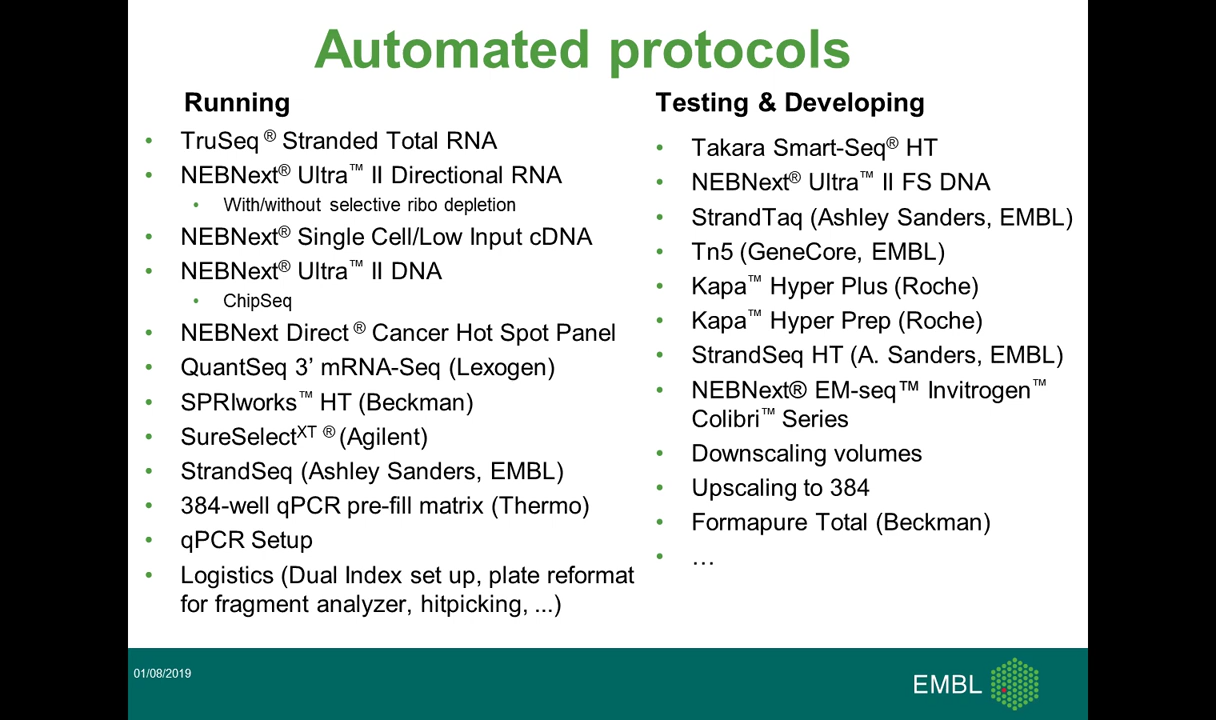 Automated protocols
Running
• TruSeq ® Stranded Total RNA
• NEBNext® Ultra™ II Directional RNA
• With/without selective ribo depletion
• NEBNext® Single Cell/Low Input cDNA
• NEBNext® Ultra™ II DNA
• ChipSeq
• NEBNext Direct ® Cancer Hot Spot Panel
• QuantSeq 3’ mRNA-Seq (Lexogen)
• SPRIworks™ HT (Beckman)
• SureSelectXT ® (Agilent)
• StrandSeq (Ashley Sanders, EMBL)
• 384-well qPCR pre-fill matrix (Thermo)
• qPCR Setup
• Logistics (Dual Index set up, plate reformat
for fragment analyzer, hitpicking, ...)
Testing & Developing
• Takara Smart-Seq® HT
• NEBNext® Ultra™ II FS DNA
• StrandTaq (Ashley Sanders, EMBL)
• Tn5 (GeneCore, EMBL)
• Kapa™ Hyper Plus (Roche)
• Kapa™ Hyper Prep (Roche)
• StrandSeq HT (A. Sanders, EMBL)
• NEBNext® EM-seq™ Invitrogen™
Colibri™ Series
• Downscaling volumes
• Upscaling to 384
• Formapure Total (Beckman)
• …
01/08/2019
EMBL